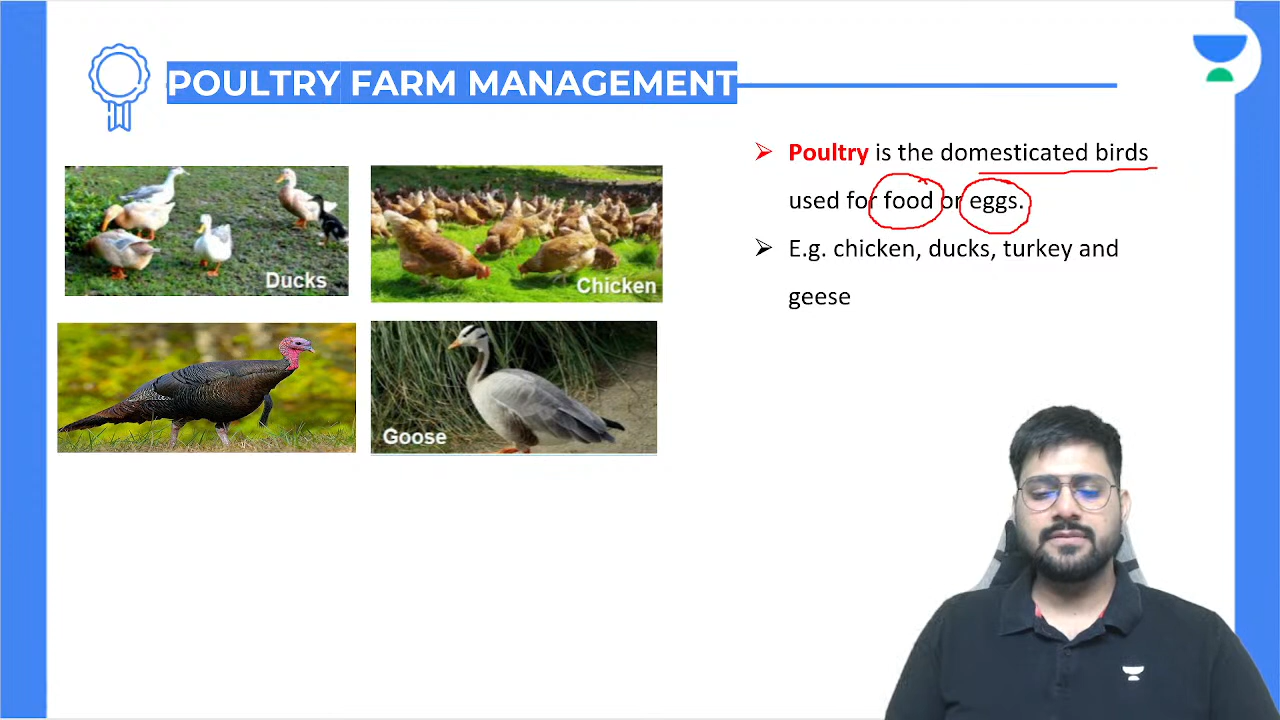 POULTRY FARM MANAGEMENT
Ducks
Chicken
Goose
Poultry is the domesticated birds
used for food or eggs.
E.g. chicken, ducks, turkey and
geese